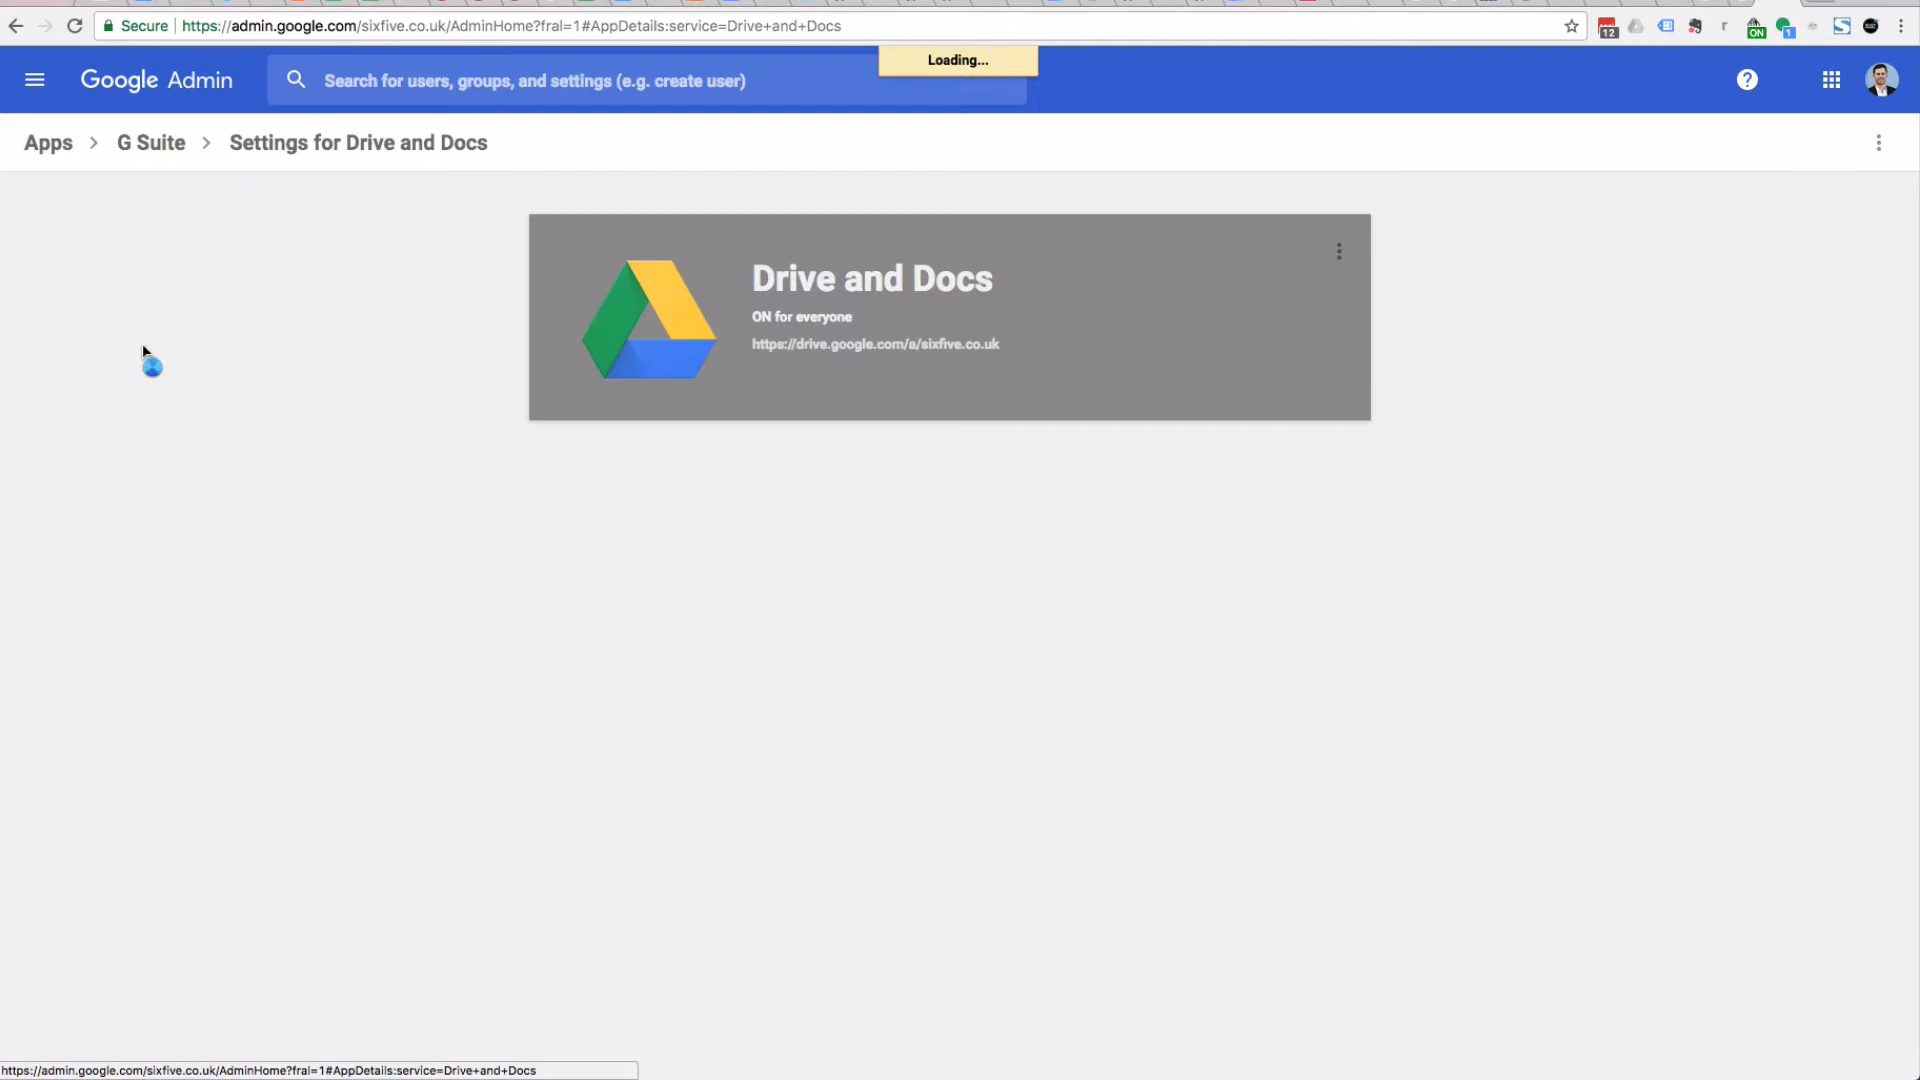 Secure https://admin.google.com/sixfive.co.uk/AdminHome?fral=1#AppDetails:service=Drive+and+Docs
12
r
ON
1
S
Google Admin
Search for users, groups, and settings (e.g. create user)
Loading...
?
Apps > G Suite > Settings for Drive and Docs
Drive and Docs
ON for everyone
https://drive.google.com/a/sixfive.co.uk
https://admin.google.com/sixfive.co.uk/AdminHome?fral=1#AppDetails:service=Drive+and+Docs